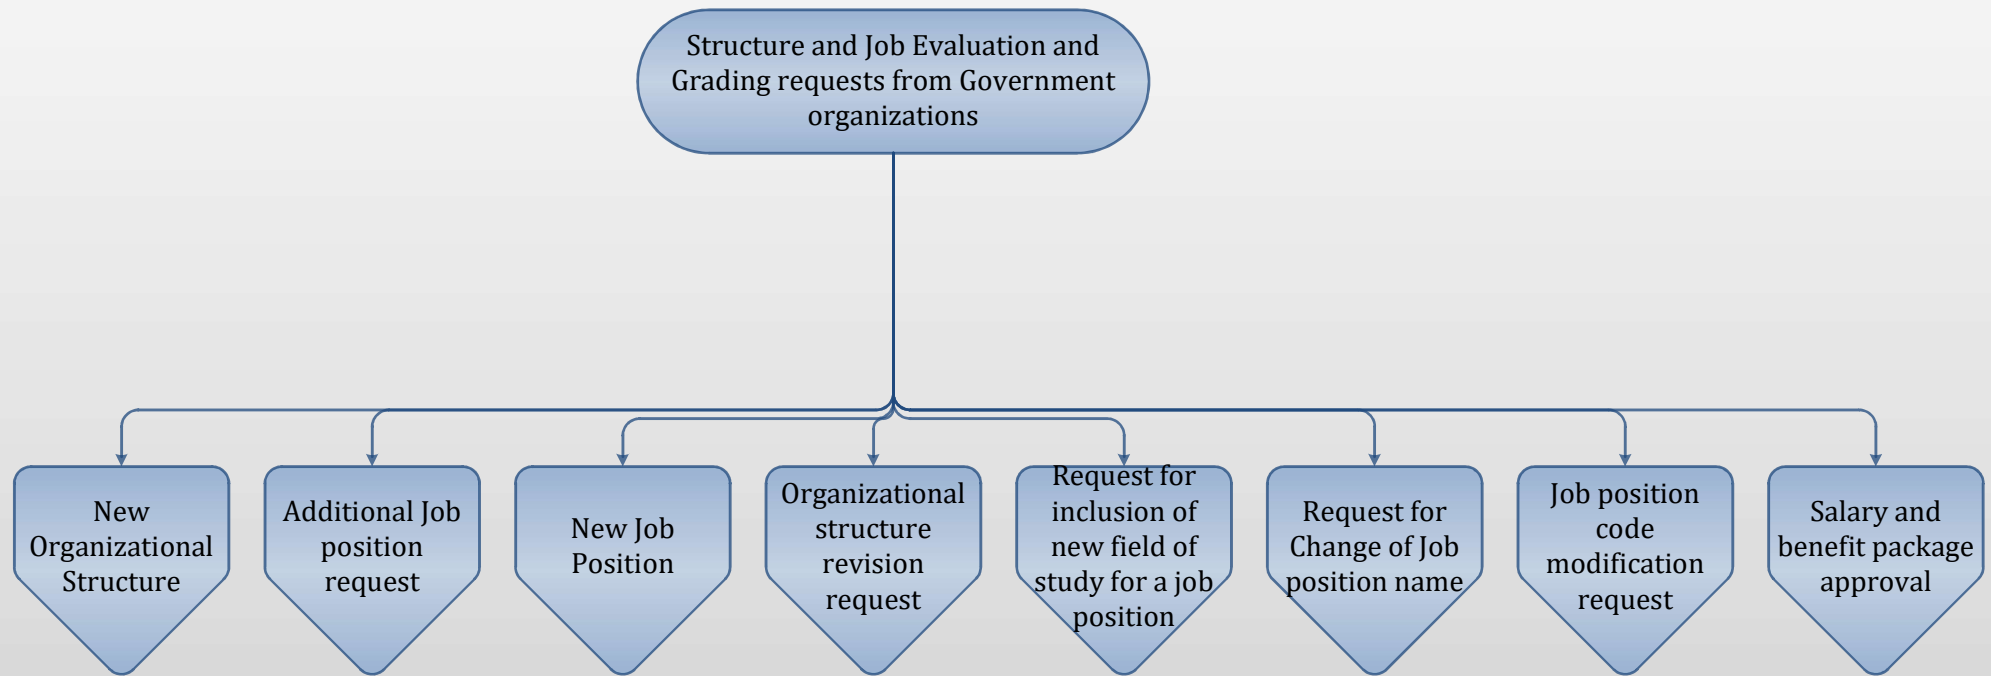 Structure and Job Evaluation and
Grading requests from Government
organizations
New
Organizational
Structure
Additional Job
position
request
New Job
Position
Organizational
structure
revision
request
Request for
inclusion of
new field of
study for a job
position
Request for
Change of Job
position name
Job position
code
modification
request
Salary and
benefit package
approval